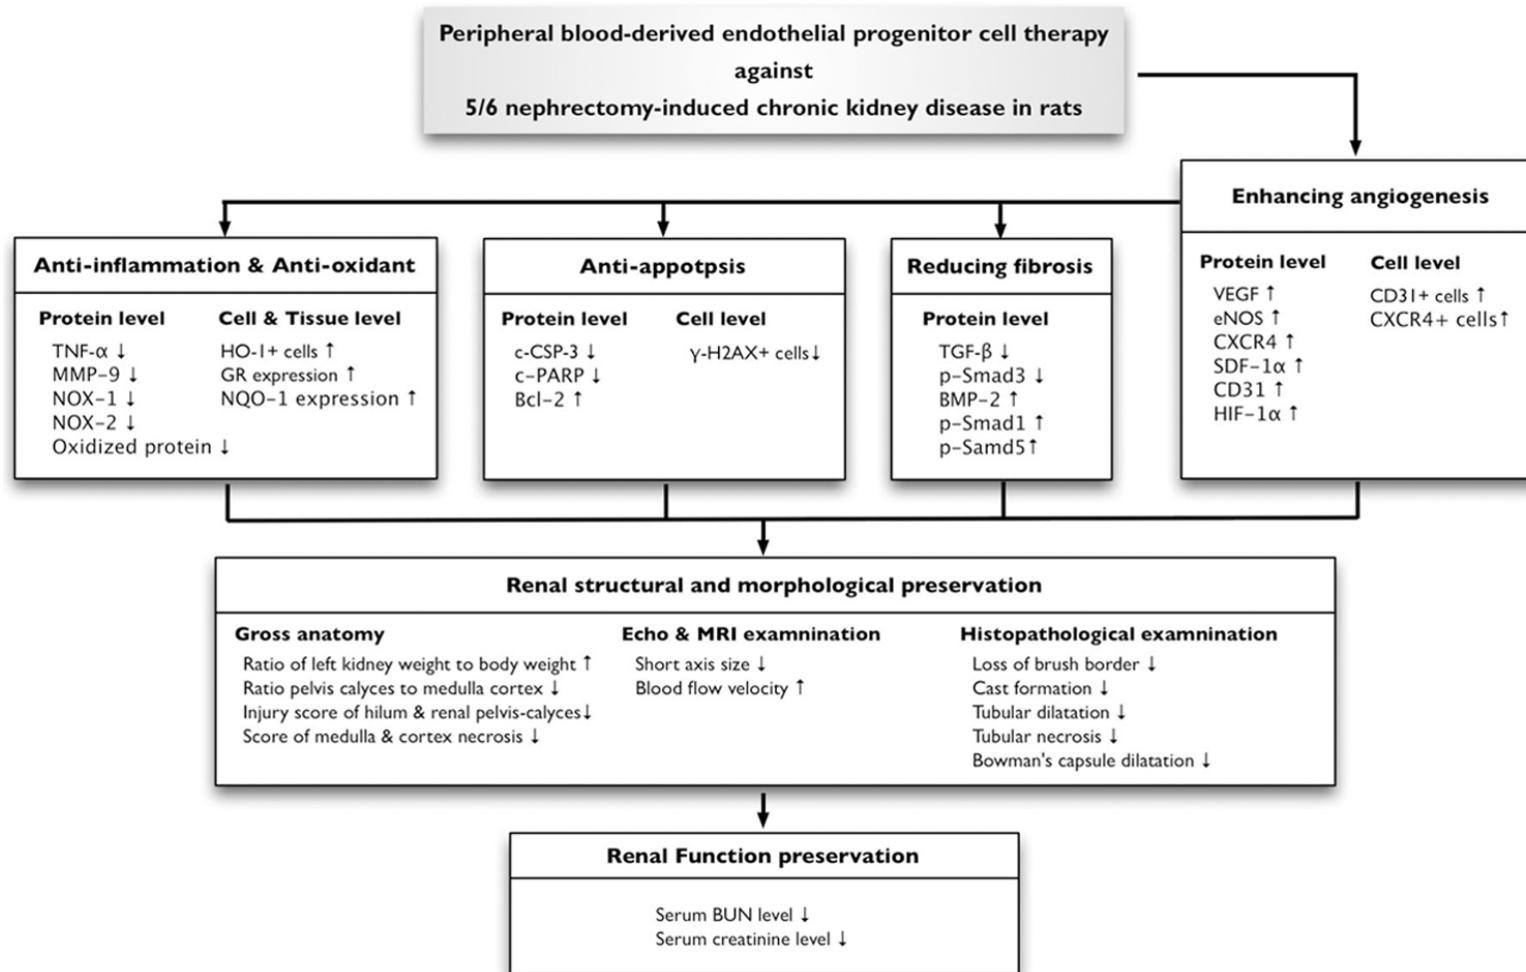 Peripheral blood-derived endothelial progenitor cell therapy
against
5/6 nephrectomy-induced chronic kidney disease in rats
Enhancing angiogenesis
Protein level
VEGF ↑
eNOS ↑
CXCR4 ↑
SDF-1α ↑
CD31 ↑
HIF-1α ↑
Cell level
CD31+ cells ↑
CXCR4+ cells↑
Anti-inflammation & Anti-oxidant
Protein level
TNF-α ↓
MMP-9 ↓
NOX-1 ↓
NOX-2 ↓
Oxidized protein ↓
Cell & Tissue level
HO-1+ cells ↑
GR expression ↑
NQO-1 expression ↑
Anti-appotpsis
Protein level
c-CSP-3 ↓
c-PARP ↓
Bcl-2 ↑
Cell level
γ-H2AX+ cells↓
Reducing fibrosis
Protein level
TGF-β ↓
p-Smad3 ↓
BMP-2 ↑
p-Smad1 ↑
p-Samd5↑
Renal structural and morphological preservation
Gross anatomy
Ratio of left kidney weight to body weight ↑
Ratio pelvis calyces to medulla cortex ↓
Injury score of hilum & renal pelvis-calyces↓
Score of medulla & cortex necrosis ↓
Echo & MRI examnination
Short axis size ↓
Blood flow velocity ↑
Histopathological examnination
Loss of brush border ↓
Cast formation ↓
Tubular dilatation ↓
Tubular necrosis ↓
Bowman's capsule dilatation ↓
Renal Function preservation
Serum BUN level ↓
Serum creatinine level ↓